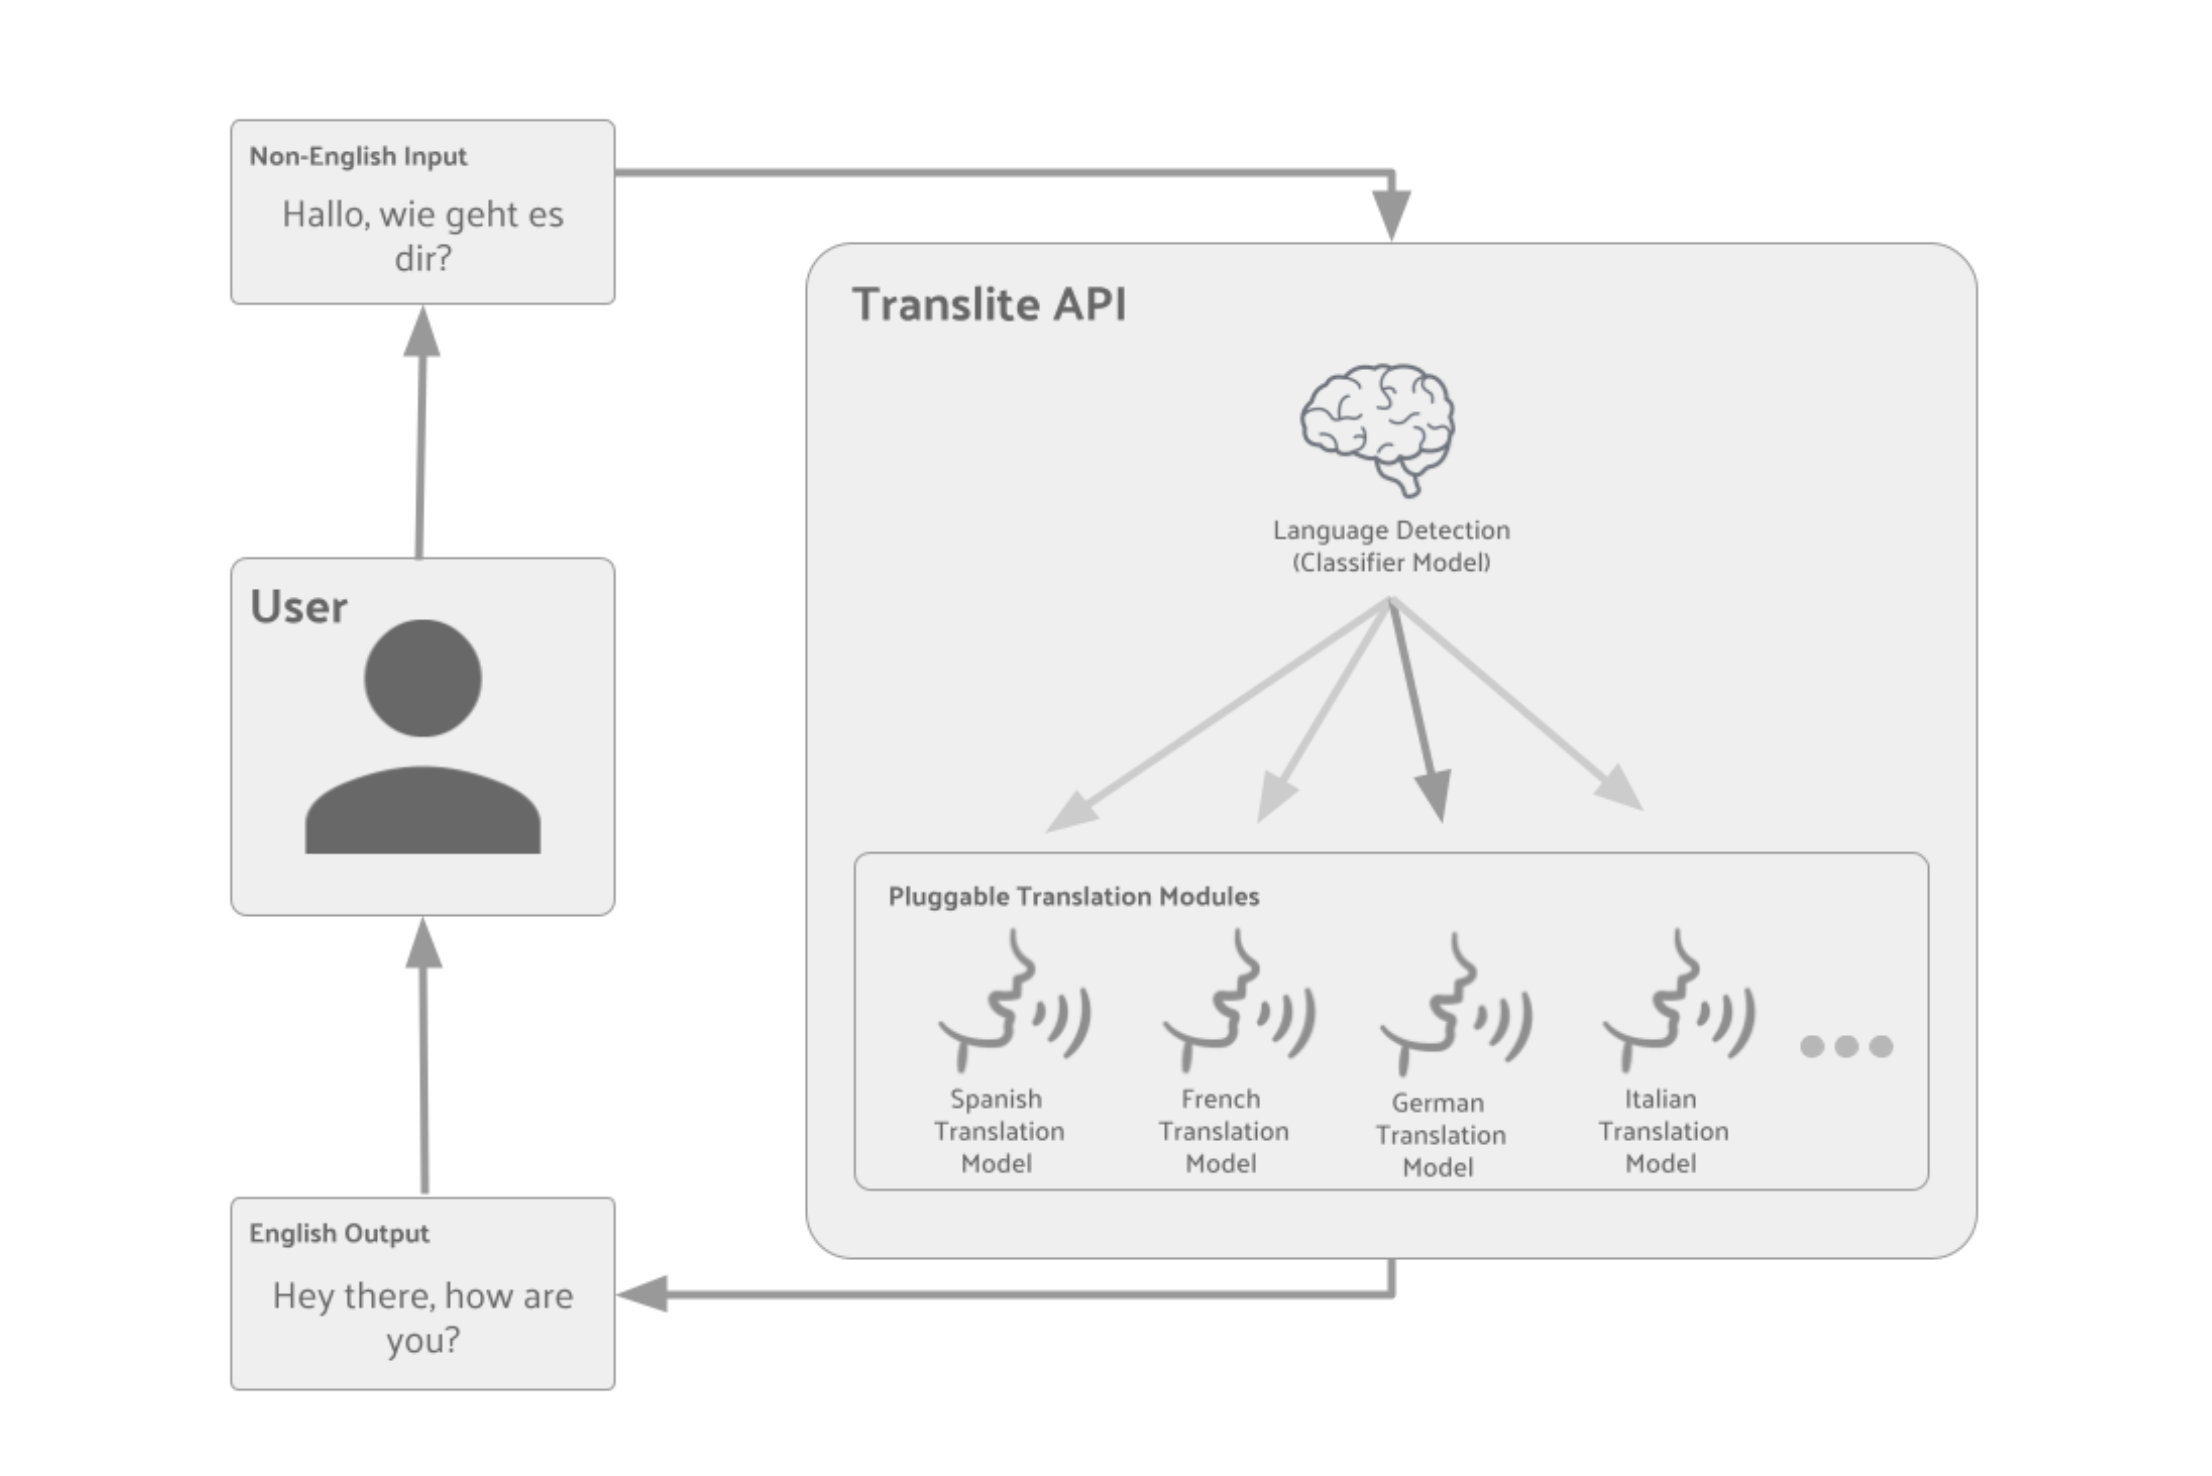 Non-English Input
Hallo, wie geht es
dir?
Translite API
Language Detection
(Classifier Model)
User
Pluggable Translation Modules
Spanish
Translation
Model
French
Translation
Model
German
Translation
Model
Italian
Translation
Model
English Output
Hey there, how are
you?